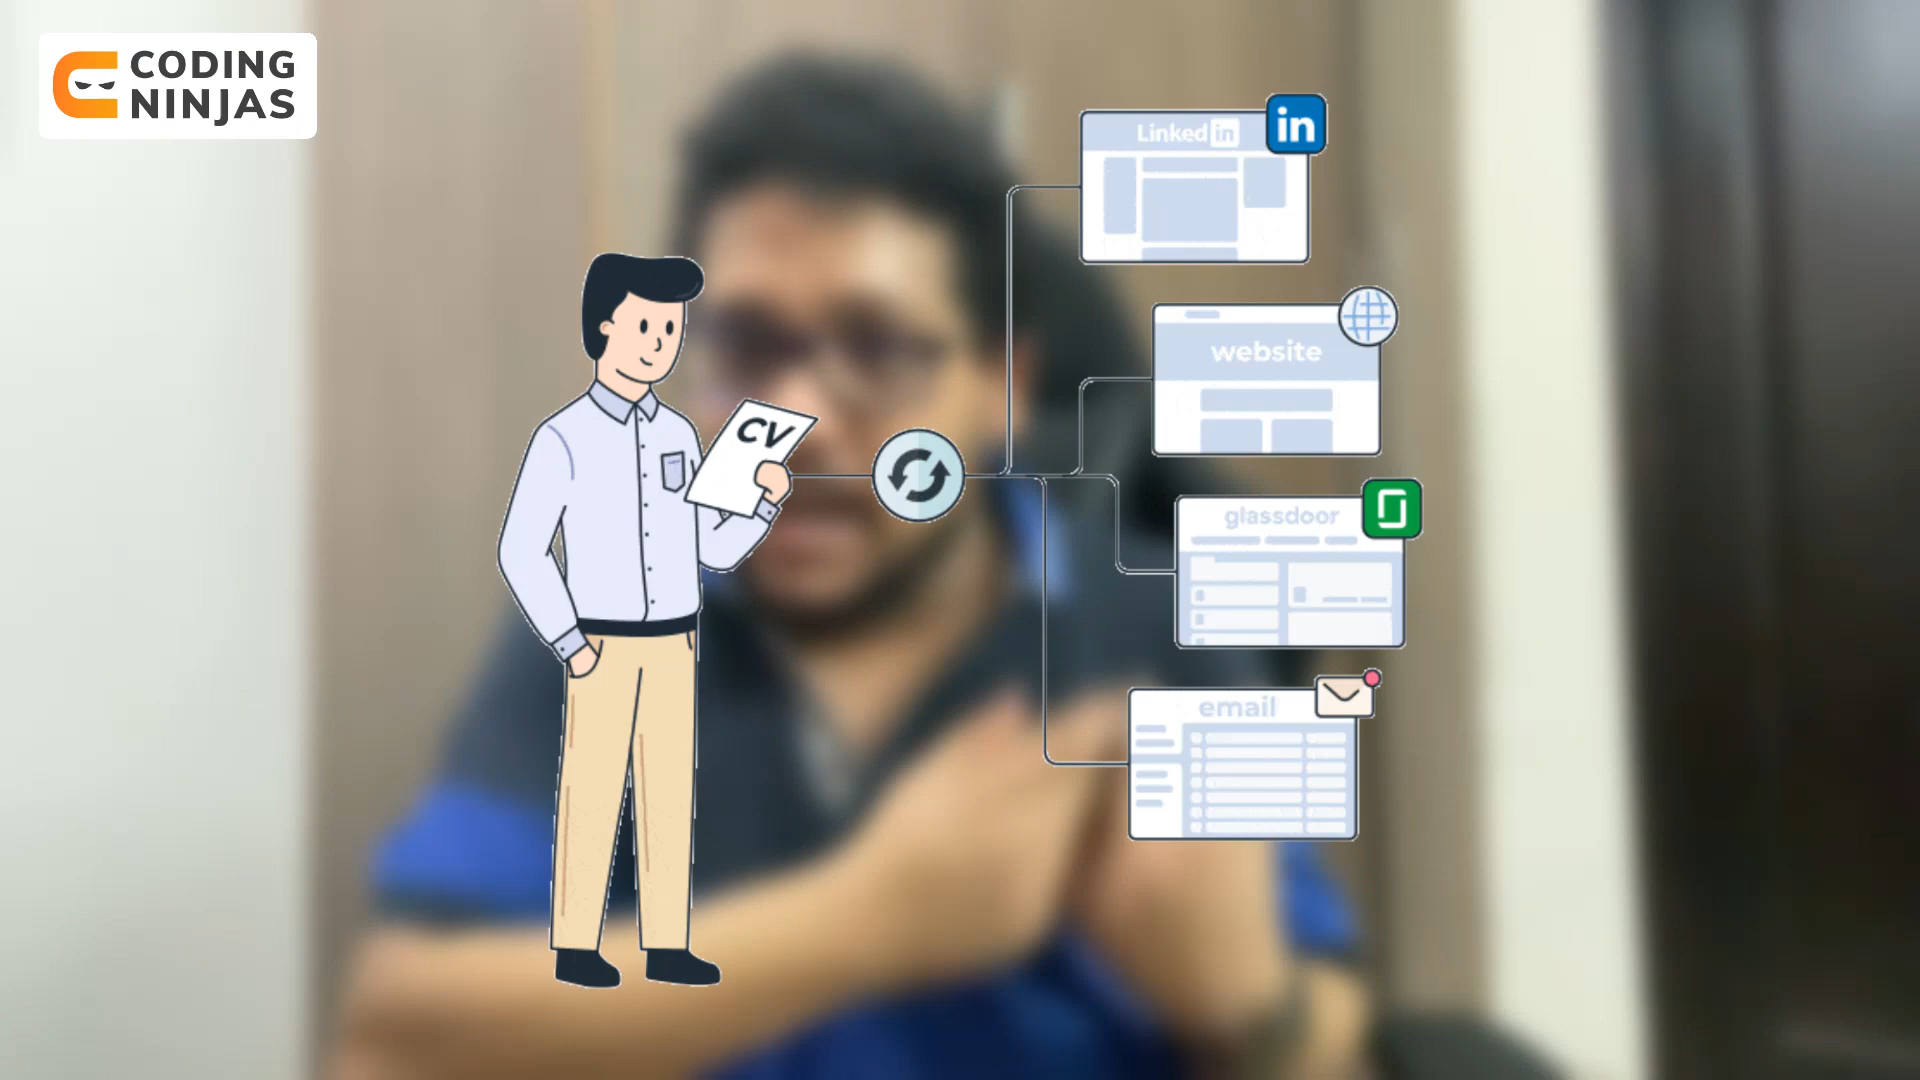 CODING
NINJAS
Linked in
in
website
CV
glassdoor
email